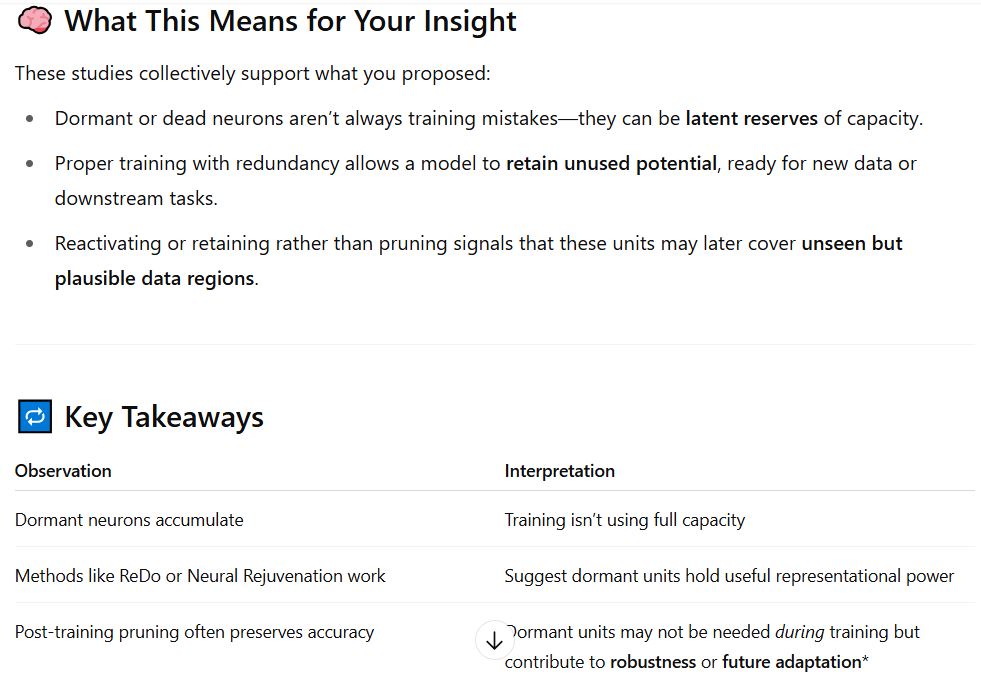 What This Means for Your Insight
These studies collectively support what you proposed:
Dormant or dead neurons aren't always training mistakes—they can be latent reserves of capacity.
Proper training with redundancy allows a model to retain unused potential, ready for new data or
downstream tasks.
Reactivating or retaining rather than pruning signals that these units may later cover unseen but
plausible data regions.
Key Takeaways
Observation Interpretation
Dormant neurons accumulate Training isn't using full capacity
Methods like ReDo or Neural Rejuvenation work Suggest dormant units hold useful representational power
Post-training pruning often preserves accuracy Dormant units may not be needed during training but
contribute to robustness or future adaptation*